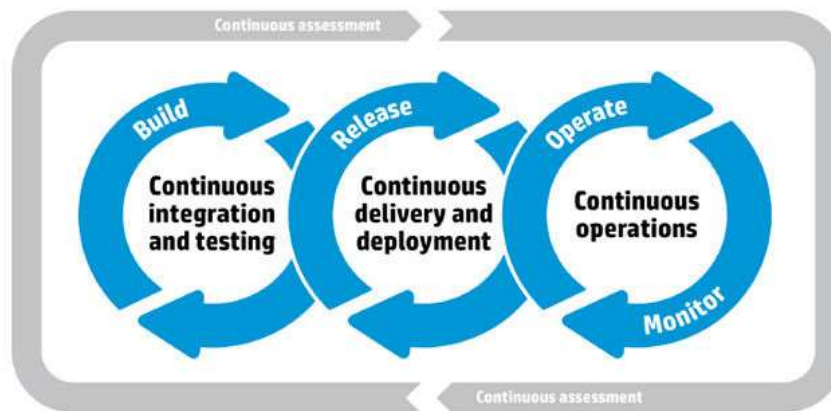 Continuous assessment
Build
Release
Operate
Continuous
integration
and testing
Continuous
delivery and
deployment
Continuous
operations
Monitor
Continuous assessment